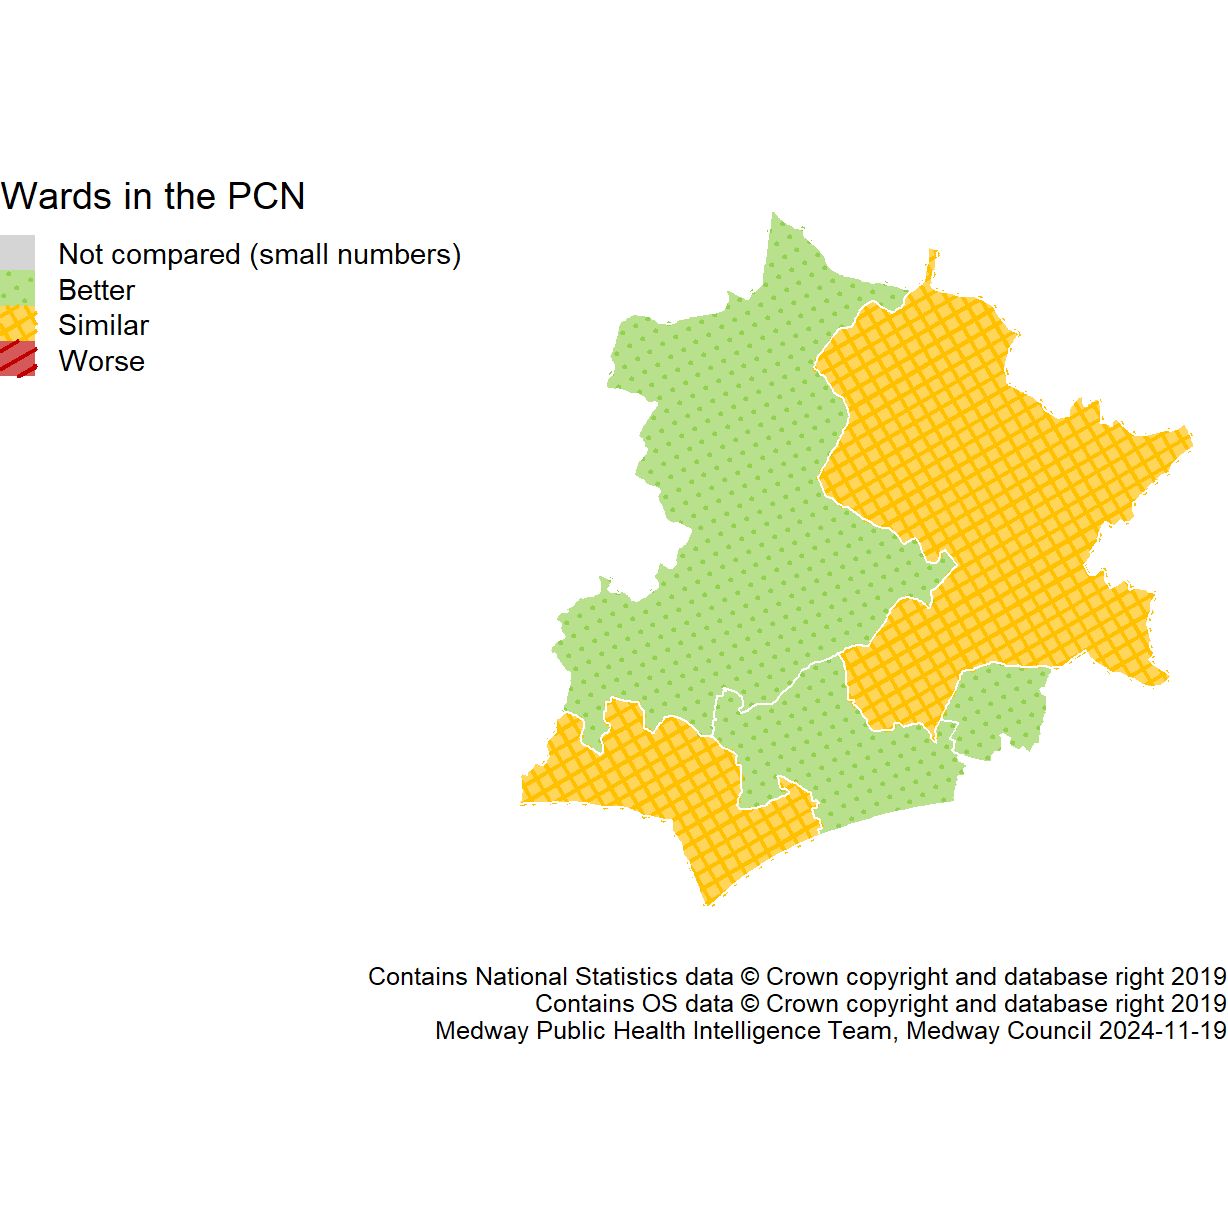 Wards in the PCN
Not compared (small numbers)
Better
Similar
Worse
Contains National Statistics data © Crown copyright and database right 2019
Contains OS data © Crown copyright and database right 2019
Medway Public Health Intelligence Team, Medway Council 2024-11-19